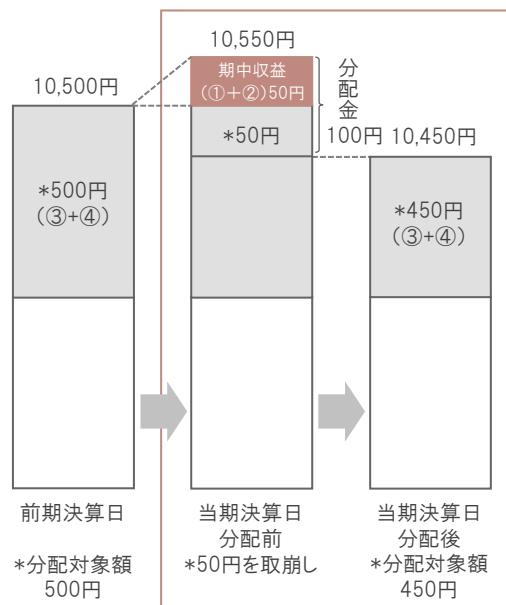 10,550円
10,500円
期中収益
(①+②)50円
分配金
*50円
100円
10,450円
*500円
(③+④)
*450円
(③+④)
前期決算日
*分配対象額
500円
当期決算日
分配前
*50円を取崩し
当期決算日
分配後
*分配対象額
450円